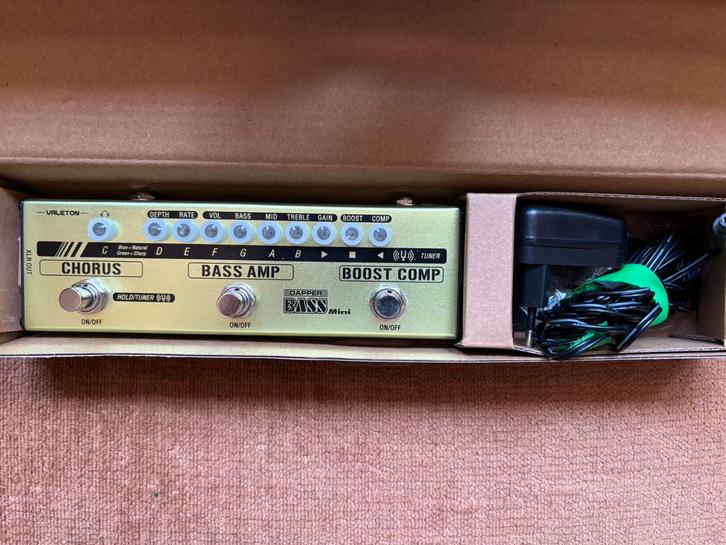 VALETON
DEPTH RATE VOL BASS MID TREBLE GAIN BOOST COMP
XLR OUT
C Blue=Natural D E F G A B TUNER
Green=Sharp
CHORUS BASS AMP BOOST COMP
HOLD/TUNER
DAPPER
BASS Mini
ON/OFF ON/OFF ON/OFF